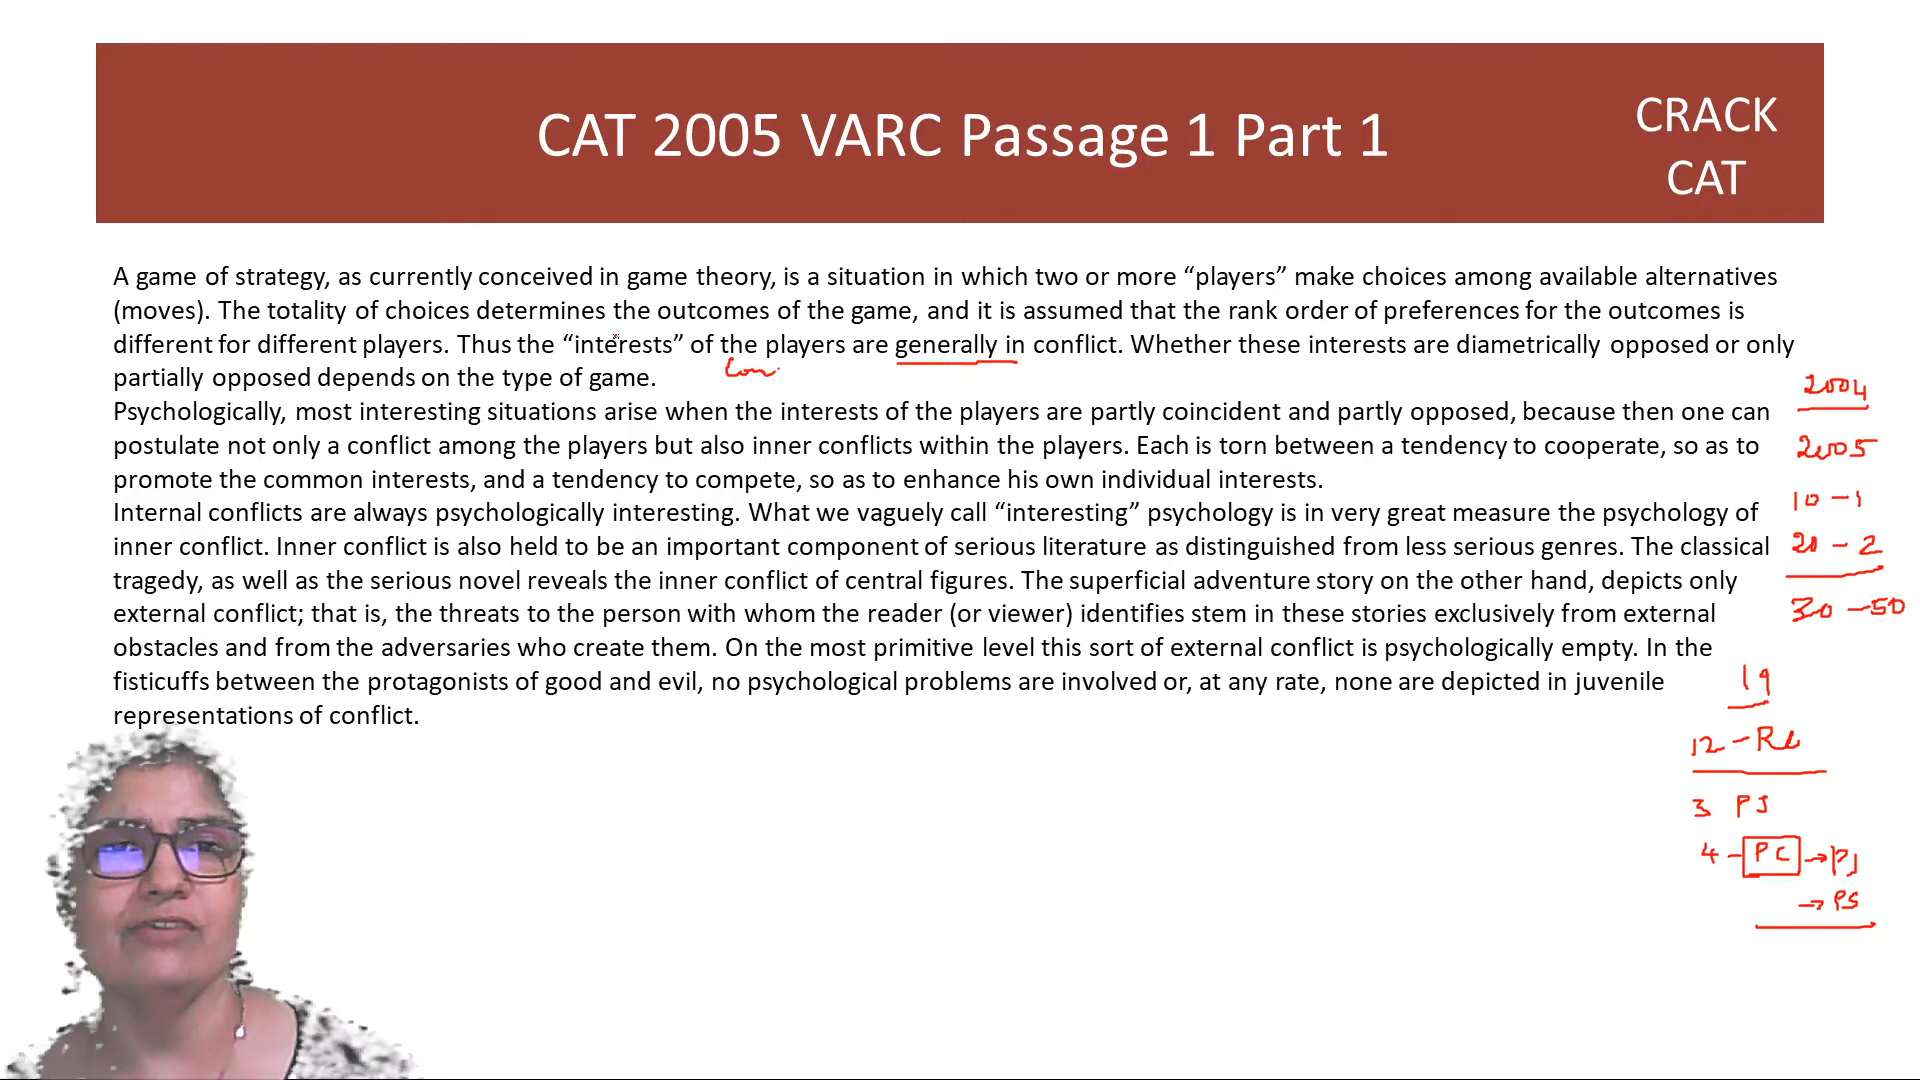 CAT 2005 VARC Passage 1 Part 1
CRACK
CAT
A game of strategy, as currently conceived in game theory, is a situation in which two or more “players” make choices among available alternatives
(moves). The totality of choices determines the outcomes of the game, and it is assumed that the rank order of preferences for the outcomes is
different for different players. Thus the “interests” of the players are generally in conflict. Whether these interests are diametrically opposed or only
Con
partially opposed depends on the type of game.
Psychologically, most interesting situations arise when the interests of the players are partly coincident and partly opposed, because then one can
postulate not only a conflict among the players but also inner conflicts within the players. Each is torn between a tendency to cooperate, so as to
promote the common interests, and a tendency to compete, so as to enhance his own individual interests.
Internal conflicts are always psychologically interesting. What we vaguely call “interesting” psychology is in very great measure the psychology of
inner conflict. Inner conflict is also held to be an important component of serious literature as distinguished from less serious genres. The classical
tragedy, as well as the serious novel reveals the inner conflict of central figures. The superficial adventure story on the other hand, depicts only
external conflict; that is, the threats to the person with whom the reader (or viewer) identifies stem in these stories exclusively from external
obstacles and from the adversaries who create them. On the most primitive level this sort of external conflict is psychologically empty. In the
fisticuffs between the protagonists of good and evil, no psychological problems are involved or, at any rate, none are depicted in juvenile
representations of conflict.
2004
2005
10 - 1
20 - 2
30 - 50
19
12 - RC
3 PJ
4 - PC → PJ
→ PS